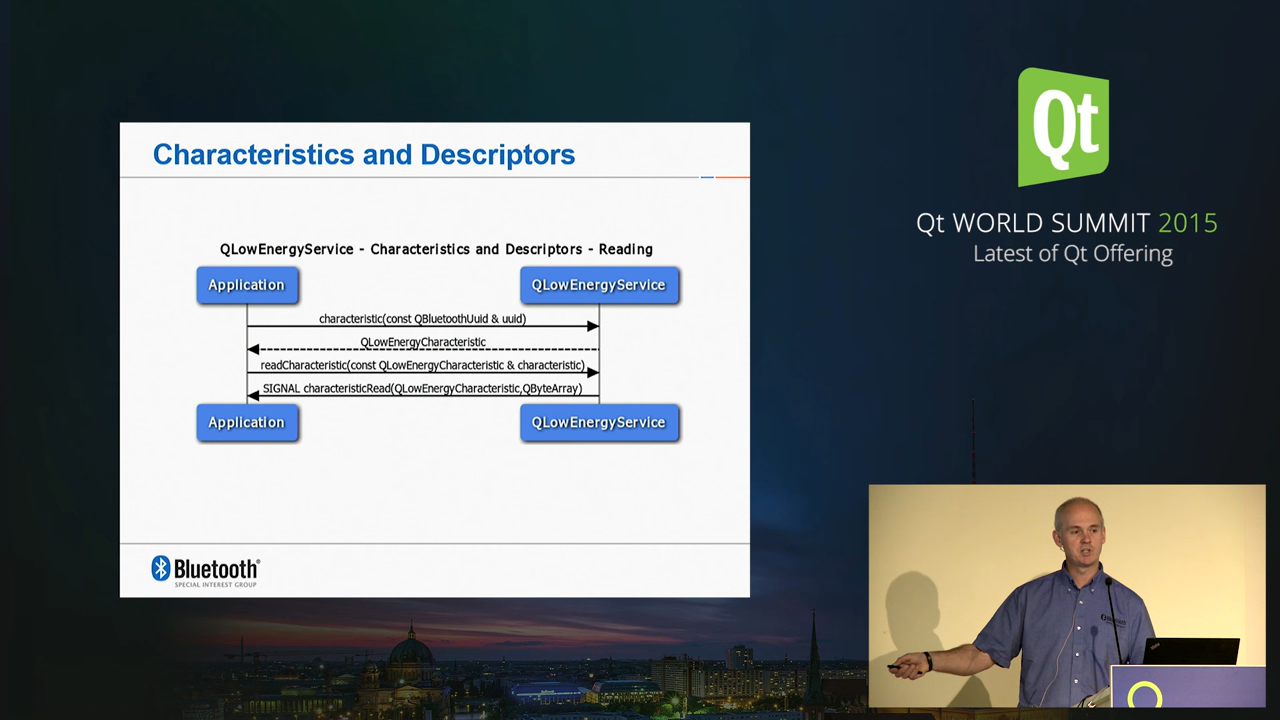 Characteristics and Descriptors
QLowEnergyService - Characteristics and Descriptors - Reading
Application
QLowEnergyService
characteristic(const QBluetoothUuid & uuid)
QLowEnergyCharacteristic
readCharacteristic(const QLowEnergyCharacteristic & characteristic)
SIGNAL characteristicRead(QLowEnergyCharacteristic,QByteArray)
Application
QLowEnergyService
Bluetooth®
SPECIAL INTEREST GROUP
Qt
Qt WORLD SUMMIT 2015
Latest of Qt Offering